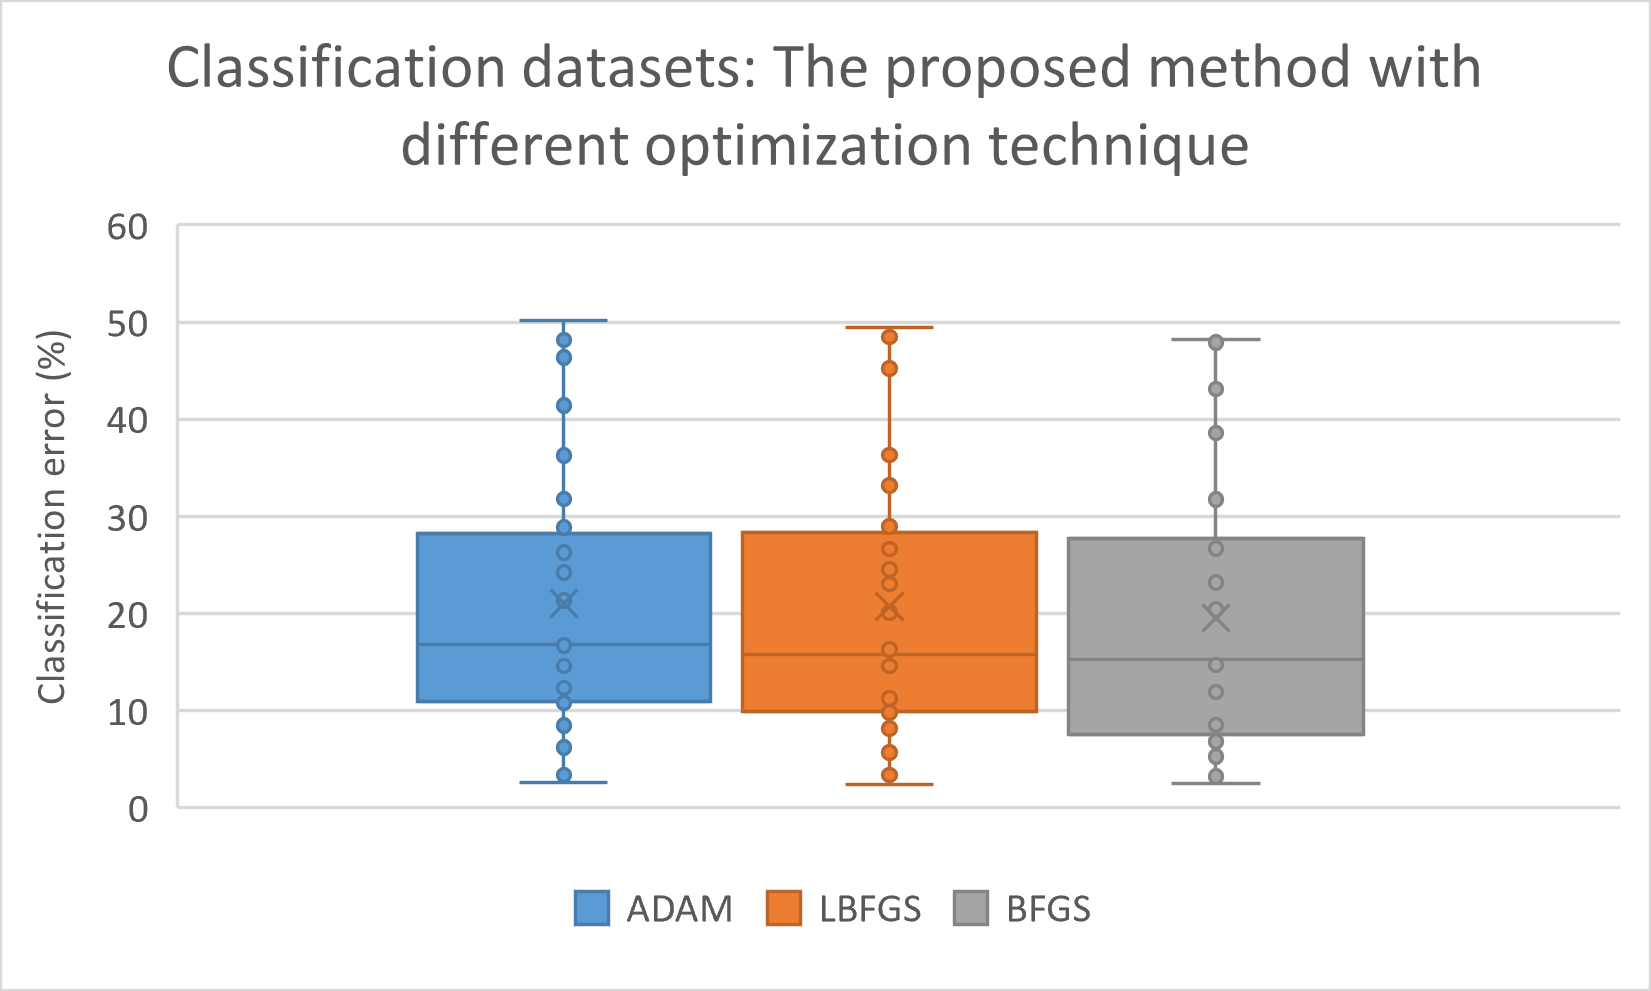 Classification datasets: The proposed method with
different optimization technique
Classification error (%)
60
50
40
30
20
10
0
ADAM
LBFGS
BFGS